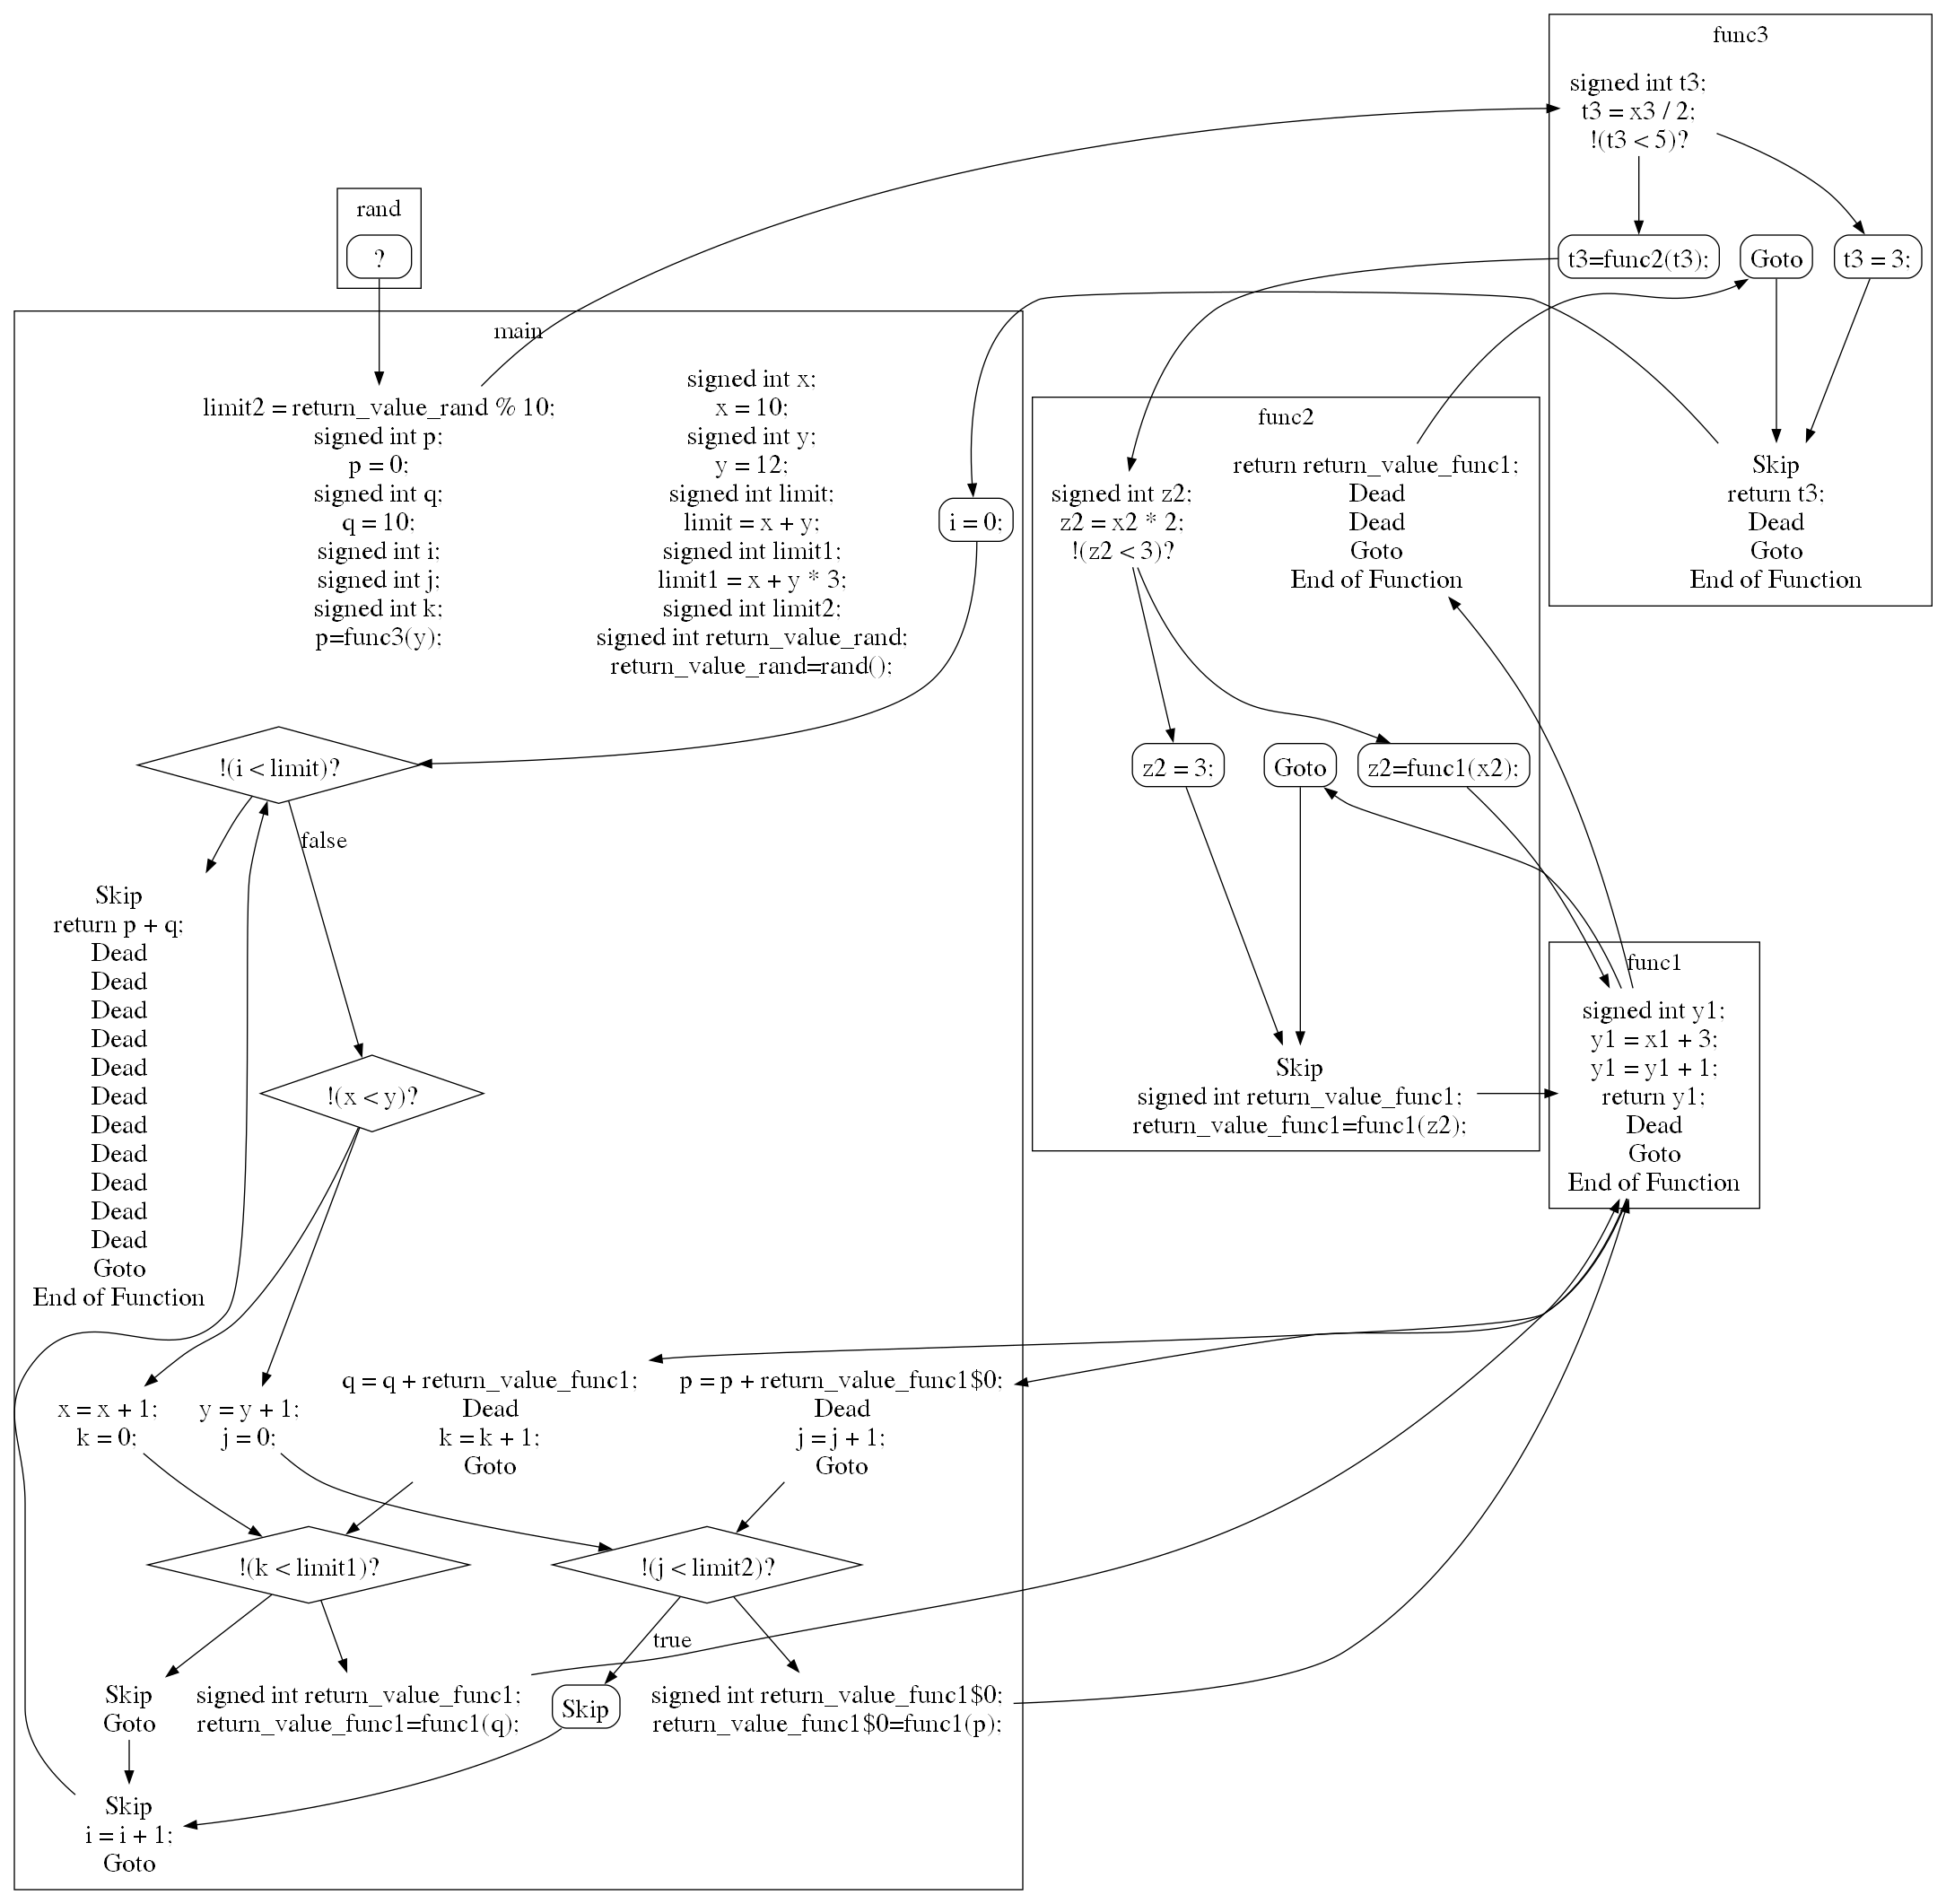 func3
signed int t3;
t3 = x3 / 2;
!(t3 < 5)?
t3=func2(t3);
Goto
t3 = 3;
Skip
return t3;
Dead
Goto
End of Function
rand
?
main
limit2 = return_value_rand % 10;
signed int p;
p = 0;
signed int q;
q = 10;
signed int i;
signed int j;
signed int k;
p=func3(y);
signed int x;
x = 10;
signed int y;
y = 12;
signed int limit;
limit = x + y;
signed int limit1;
limit1 = x + y * 3;
signed int limit2;
signed int return_value_rand;
return_value_rand=rand();
i = 0;
!(i < limit)?
false
Skip
return p + q;
Dead
Dead
Dead
Dead
Dead
Dead
Dead
Dead
Dead
Dead
Dead
Goto
End of Function
!(x < y)?
x = x + 1;
k = 0;
y = y + 1;
j = 0;
q = q + return_value_func1;
Dead
k = k + 1;
Goto
p = p + return_value_func1$0;
Dead
j = j + 1;
Goto
!(k < limit1)?
!(j < limit2)?
true
Skip
Goto
signed int return_value_func1;
return_value_func1=func1(q);
Skip
signed int return_value_func1$0;
return_value_func1$0=func1(p);
Skip
i = i + 1;
Goto
func2
signed int z2;
z2 = x2 * 2;
!(z2 < 3)?
return return_value_func1;
Dead
Dead
Goto
End of Function
z2 = 3;
Goto
z2=func1(x2);
Skip
signed int return_value_func1;
return_value_func1=func1(z2);
func1
signed int y1;
y1 = x1 + 3;
y1 = y1 + 1;
return y1;
Dead
Goto
End of Function